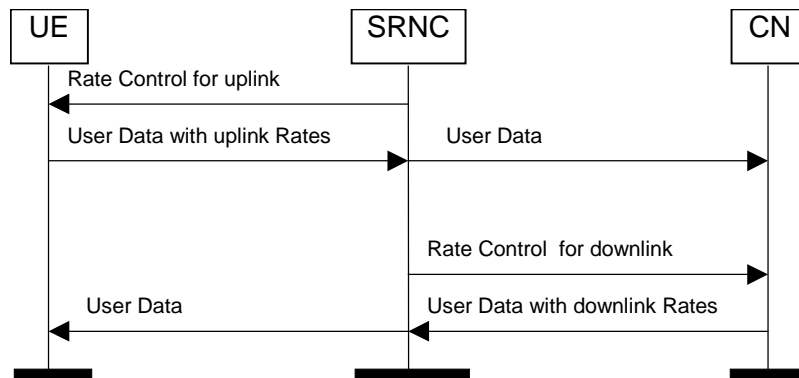 UE
SRNC
CN
Rate Control for uplink
User Data with uplink Rates
User Data
Rate Control  for downlink
User Data
User Data with downlink Rates